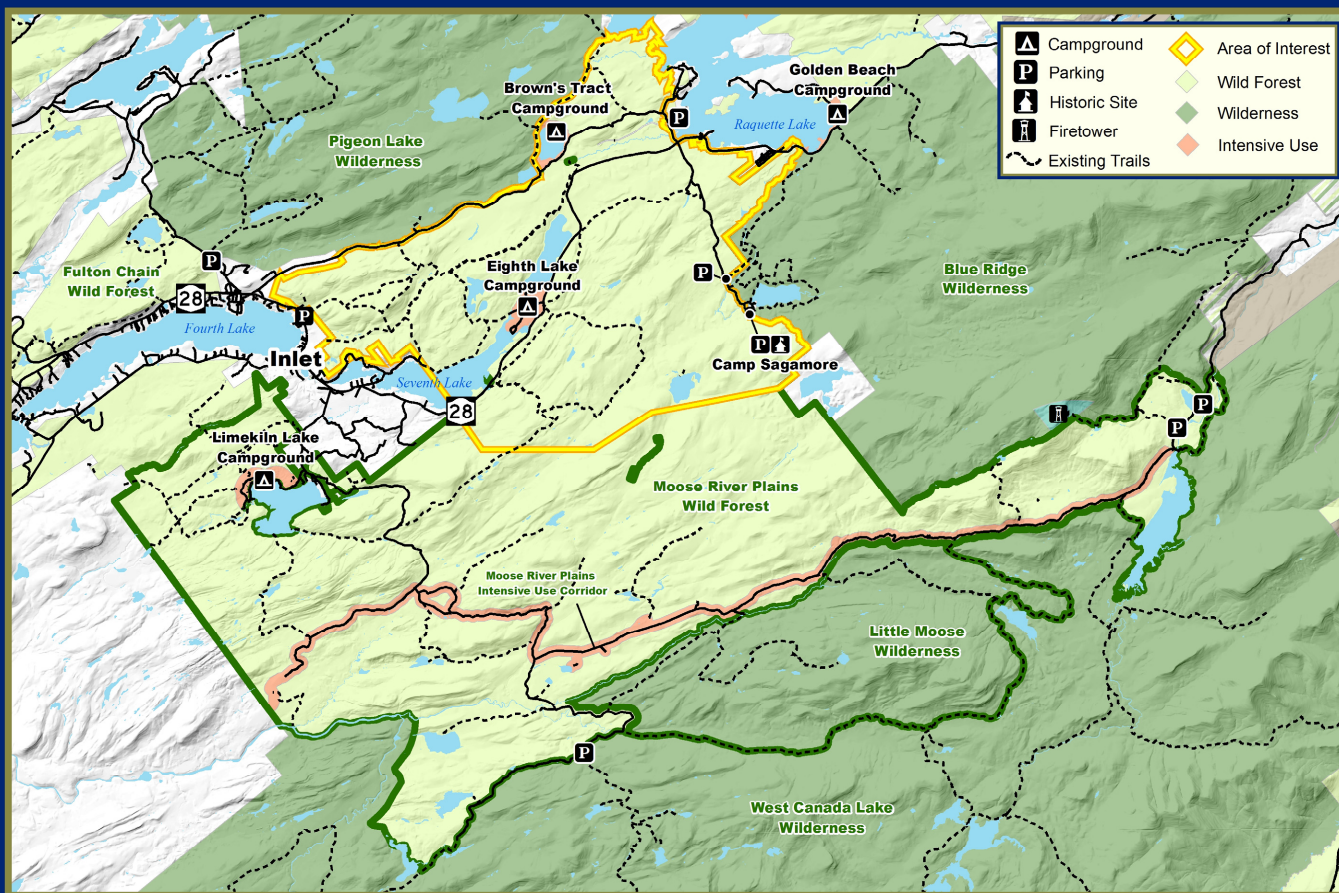 Campground
Parking
Historic Site
Firetower
Existing Trails
Area of Interest
Wild Forest
Wilderness
Intensive Use
Golden Beach
Campground
Brown's Tract
Campground
P
Raquette Lake
Pigeon Lake
Wilderness
P
Fulton Chain
Wild Forest
28
Fourth Lake
P
Inlet
Eighth Lake
Campground
P
Blue Ridge
Wilderness
P
Camp Sagamore
Seventh Lake
28
Limekiln Lake
Campground
Moose River Plains
Wild Forest
P
P
Moose River Plains
Intensive Use Corridor
Little Moose
Wilderness
P
West Canada Lake
Wilderness